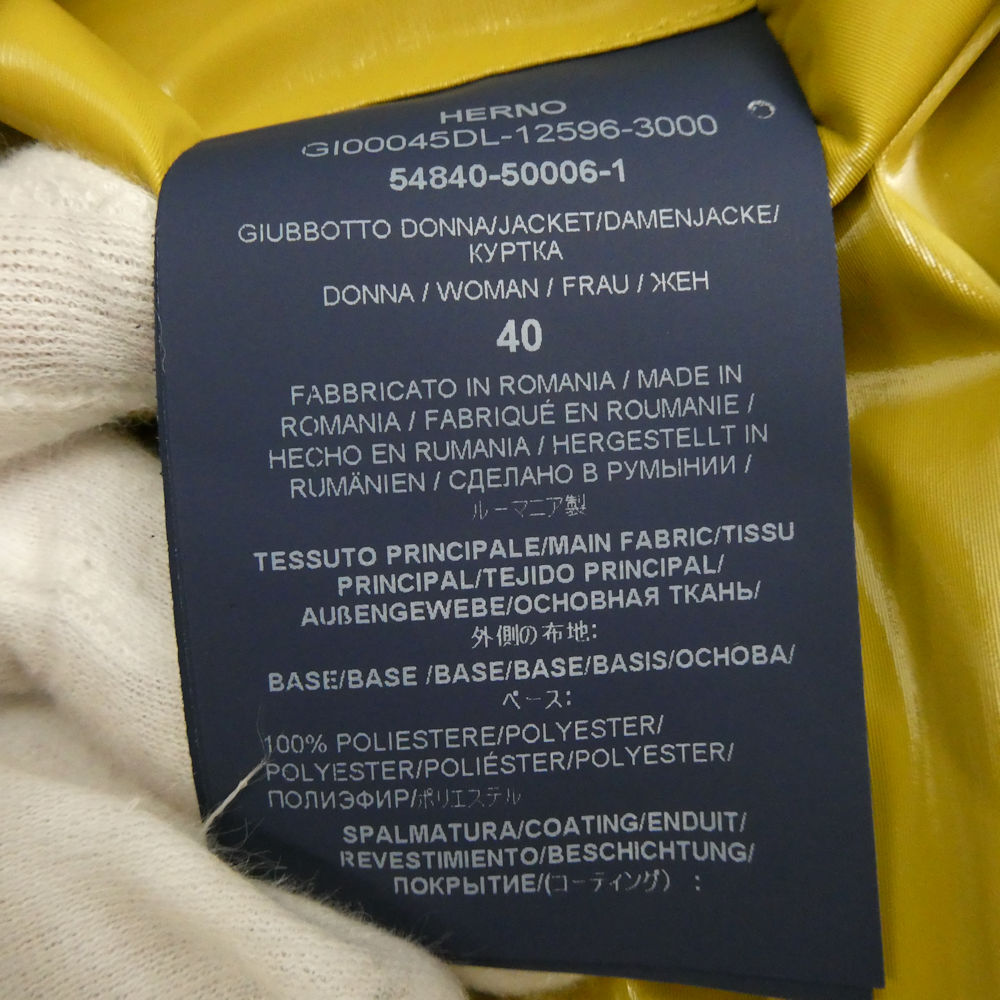 HERNO
GI00045DL-12596-3000
54840-50006-1
GIUBBOTTO DONNA/JACKET/DAMENJACKE/
КУРТКА
DONNA / WOMAN / FRAU / ЖЕН
40
FABBRICATO IN ROMANIA / MADE IN
ROMANIA / FABRIQUÉ EN ROUMANIE /
HECHO EN RUMANIA / HERGESTELLT IN
RUMÄNIEN / СДЕЛАНО В РУМЫНИИ /
ルーマニア製
TESSUTO PRINCIPALE/MAIN FABRIC/TISSU
PRINCIPAL/TEJIDO PRINCIPAL/
AUßENGEWEBE/ОСНОВНАЯ ТКАНЬ/
外側の布地:
BASE/BASE /BASE/BASE/BASIS/ОСНОВА/
ベース:
100% POLIESTERE/POLYESTER/
POLYESTER/POLIÉSTER/POLYESTER/
ПОЛИЭФИР/ポリエステル
SPALMATURA/COATING/ENDUIT/
REVESTIMIENTO/BESCHICHTUNG/
ПОКРЫТИЕ/(コーティング) :